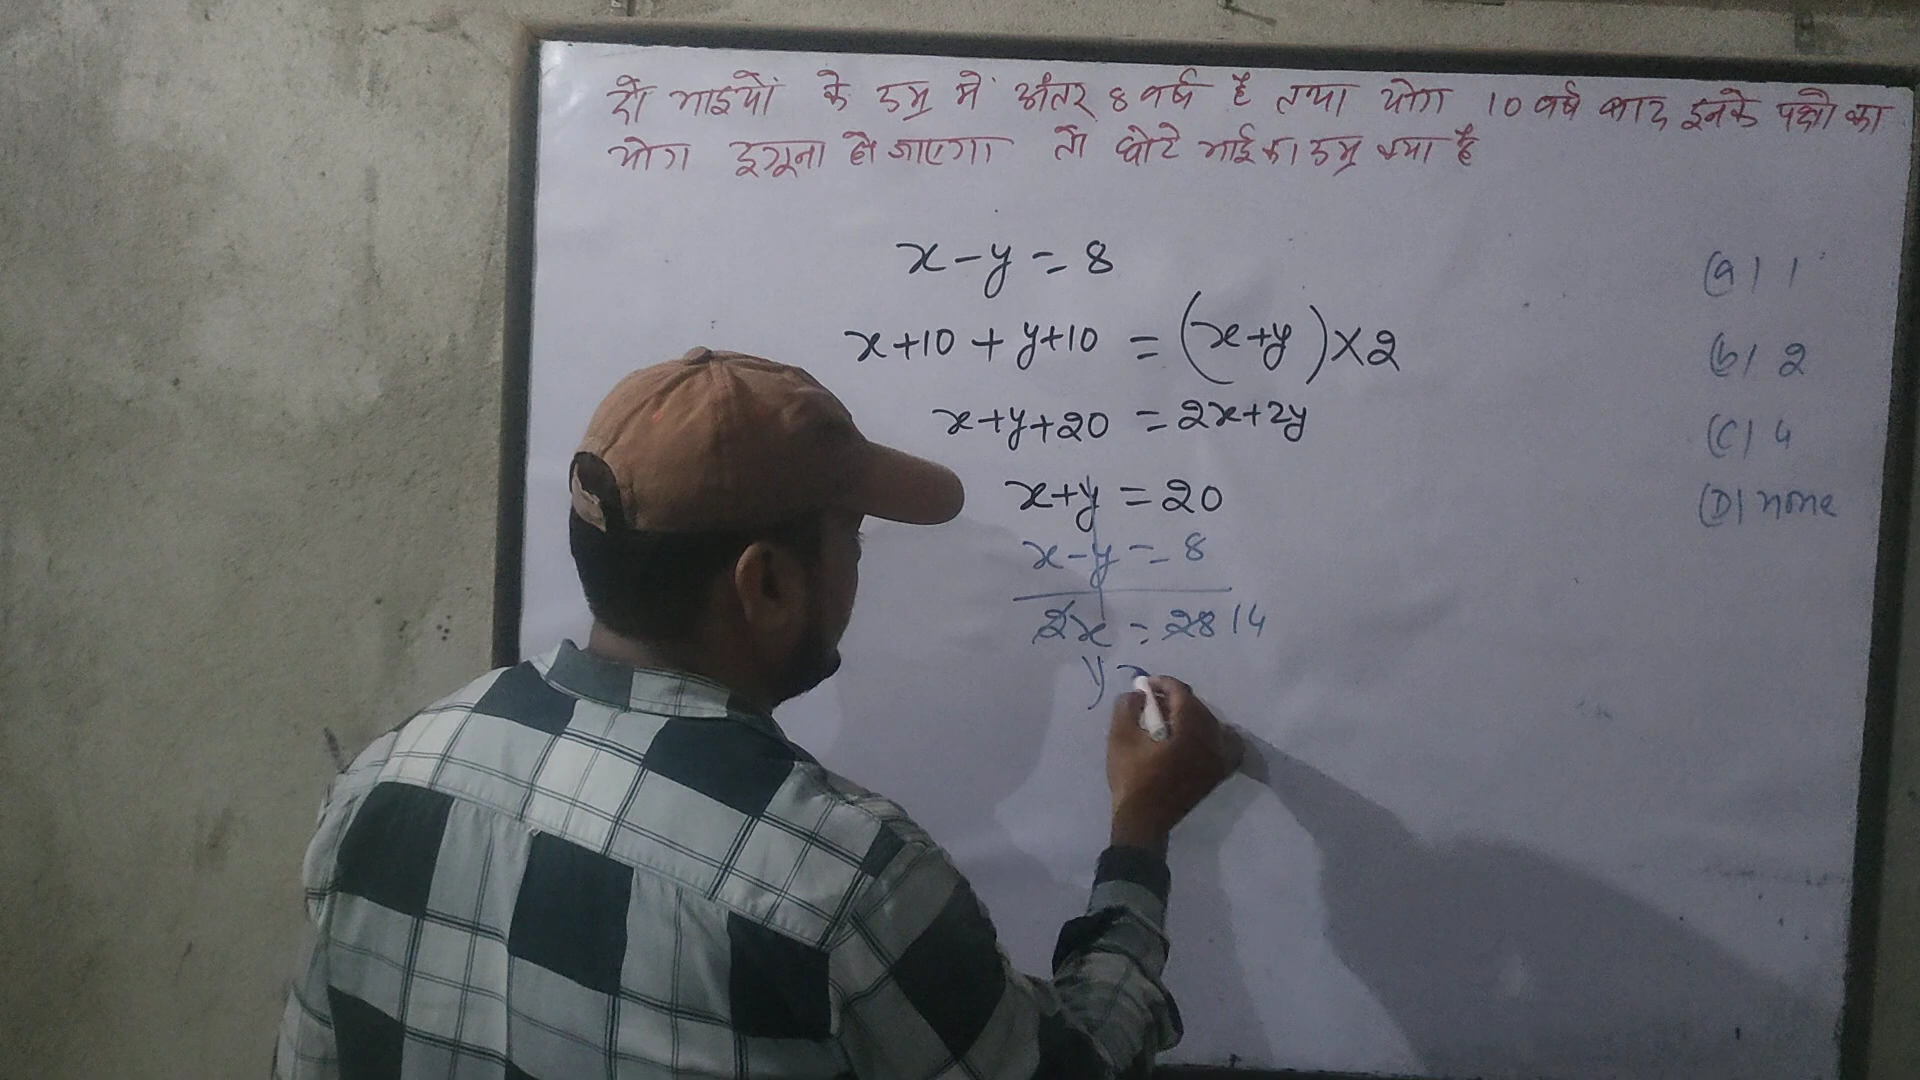 दो भाइयों के उम्र में अंतर 8 वर्ष है तथा योग 10 वर्ष बाद इनके पक्षो का
योग दुगूना हो जाएगा तो छोटे भाई का उम्र क्या है
x-y=8
x+10+y+10=(x+y)×2
x+y+20=2x+2y
x+y=20
x-y=8
2x=28 14
y=
(a) 1
(b) 2
(c) 4
(D) none